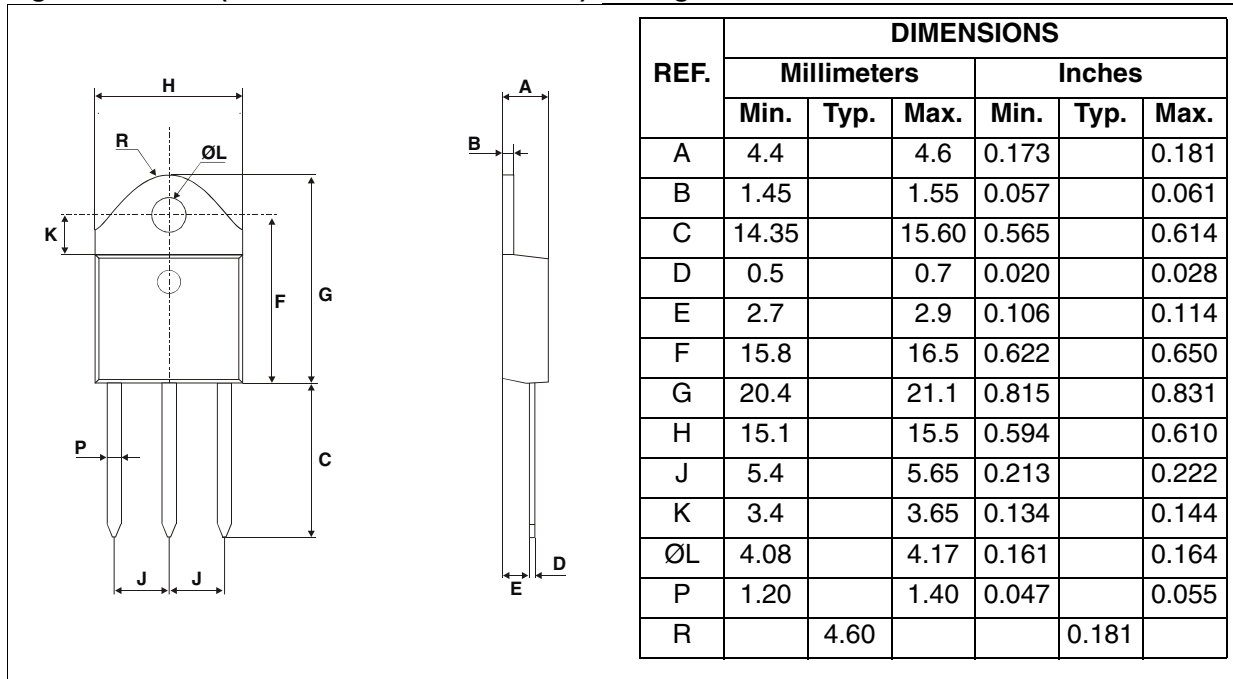 H
R
ØL
K
F
G
P
C
J J
A
B
E
D
DIMENSIONS
REF. Millimeters Inches
Min. Typ. Max. Min. Typ. Max.
A 4.4 4.6 0.173 0.181
B 1.45 1.55 0.057 0.061
C 14.35 15.60 0.565 0.614
D 0.5 0.7 0.020 0.028
E 2.7 2.9 0.106 0.114
F 15.8 16.5 0.622 0.650
G 20.4 21.1 0.815 0.831
H 15.1 15.5 0.594 0.610
J 5.4 5.65 0.213 0.222
K 3.4 3.65 0.134 0.144
ØL 4.08 4.17 0.161 0.164
P 1.20 1.40 0.047 0.055
R 4.60 0.181